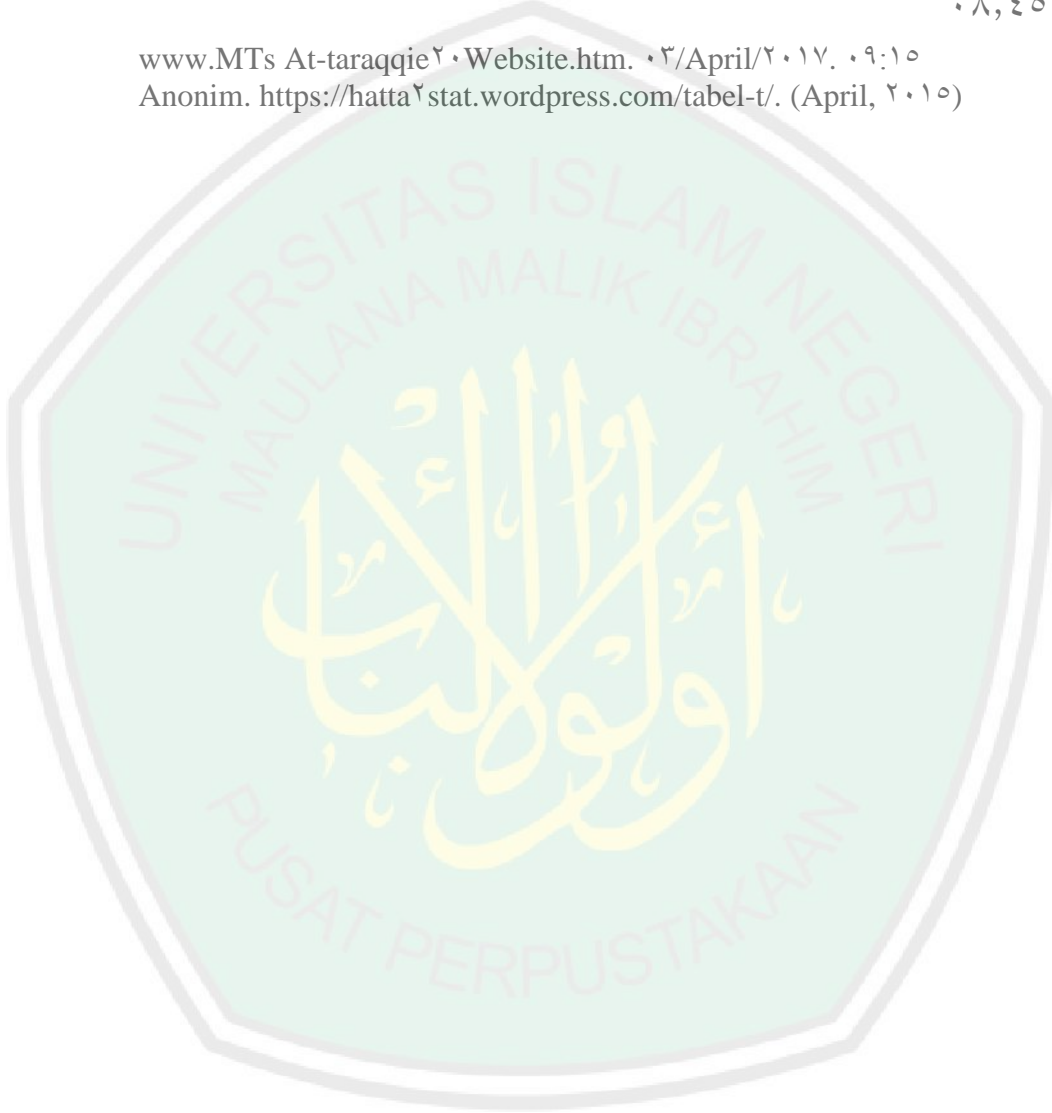 ٠٨,٤٥
www.MTs At-taraqqie٢٠Website.htm. ٠٣/April/٢٠١٧. ٠٩:١٥
Anonim. https://hatta٢stat.wordpress.com/tabel-t/. (April, ٢٠١٥)
UNIVERSITAS ISLAM NEGERI
MAULANA MALIK IBRAHIM
أولوا الألباب
PUSAT PERPUSTAKAAN